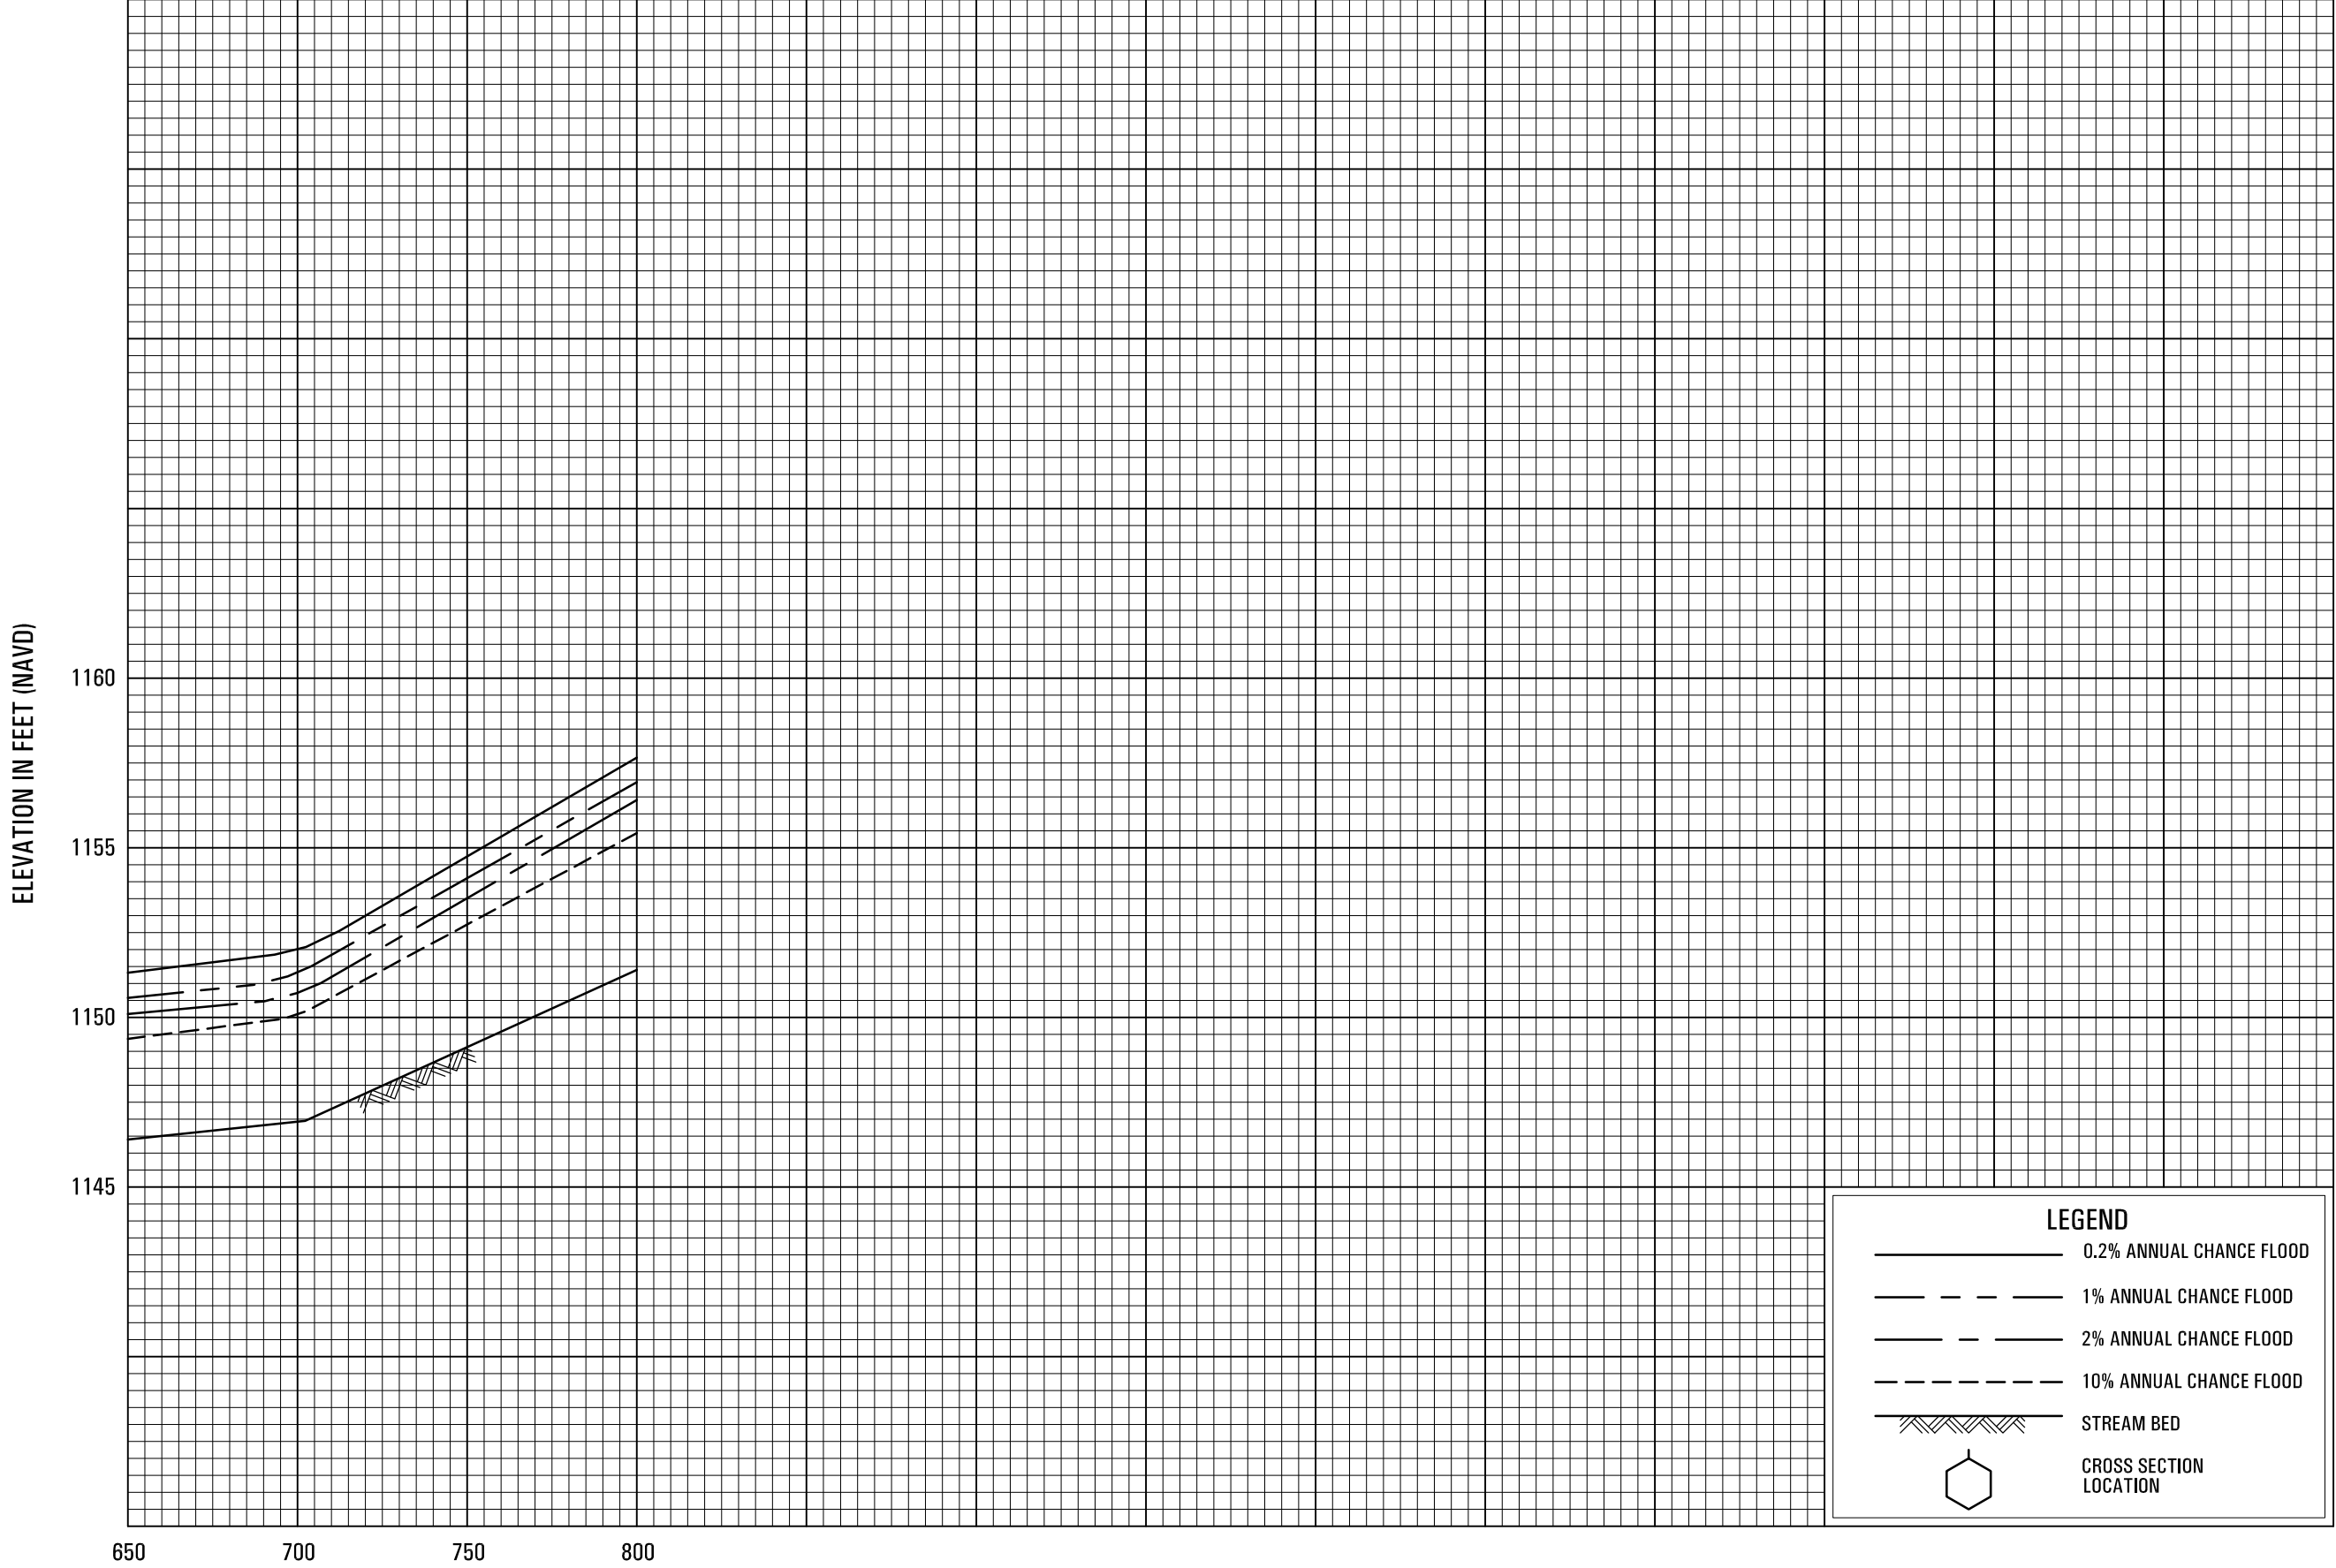 ELEVATION IN FEET (NAVD)
1160
1155
1150
1145
650 700 750 800
LEGEND
0.2% ANNUAL CHANCE FLOOD
1% ANNUAL CHANCE FLOOD
2% ANNUAL CHANCE FLOOD
10% ANNUAL CHANCE FLOOD
STREAM BED
CROSS SECTION
LOCATION